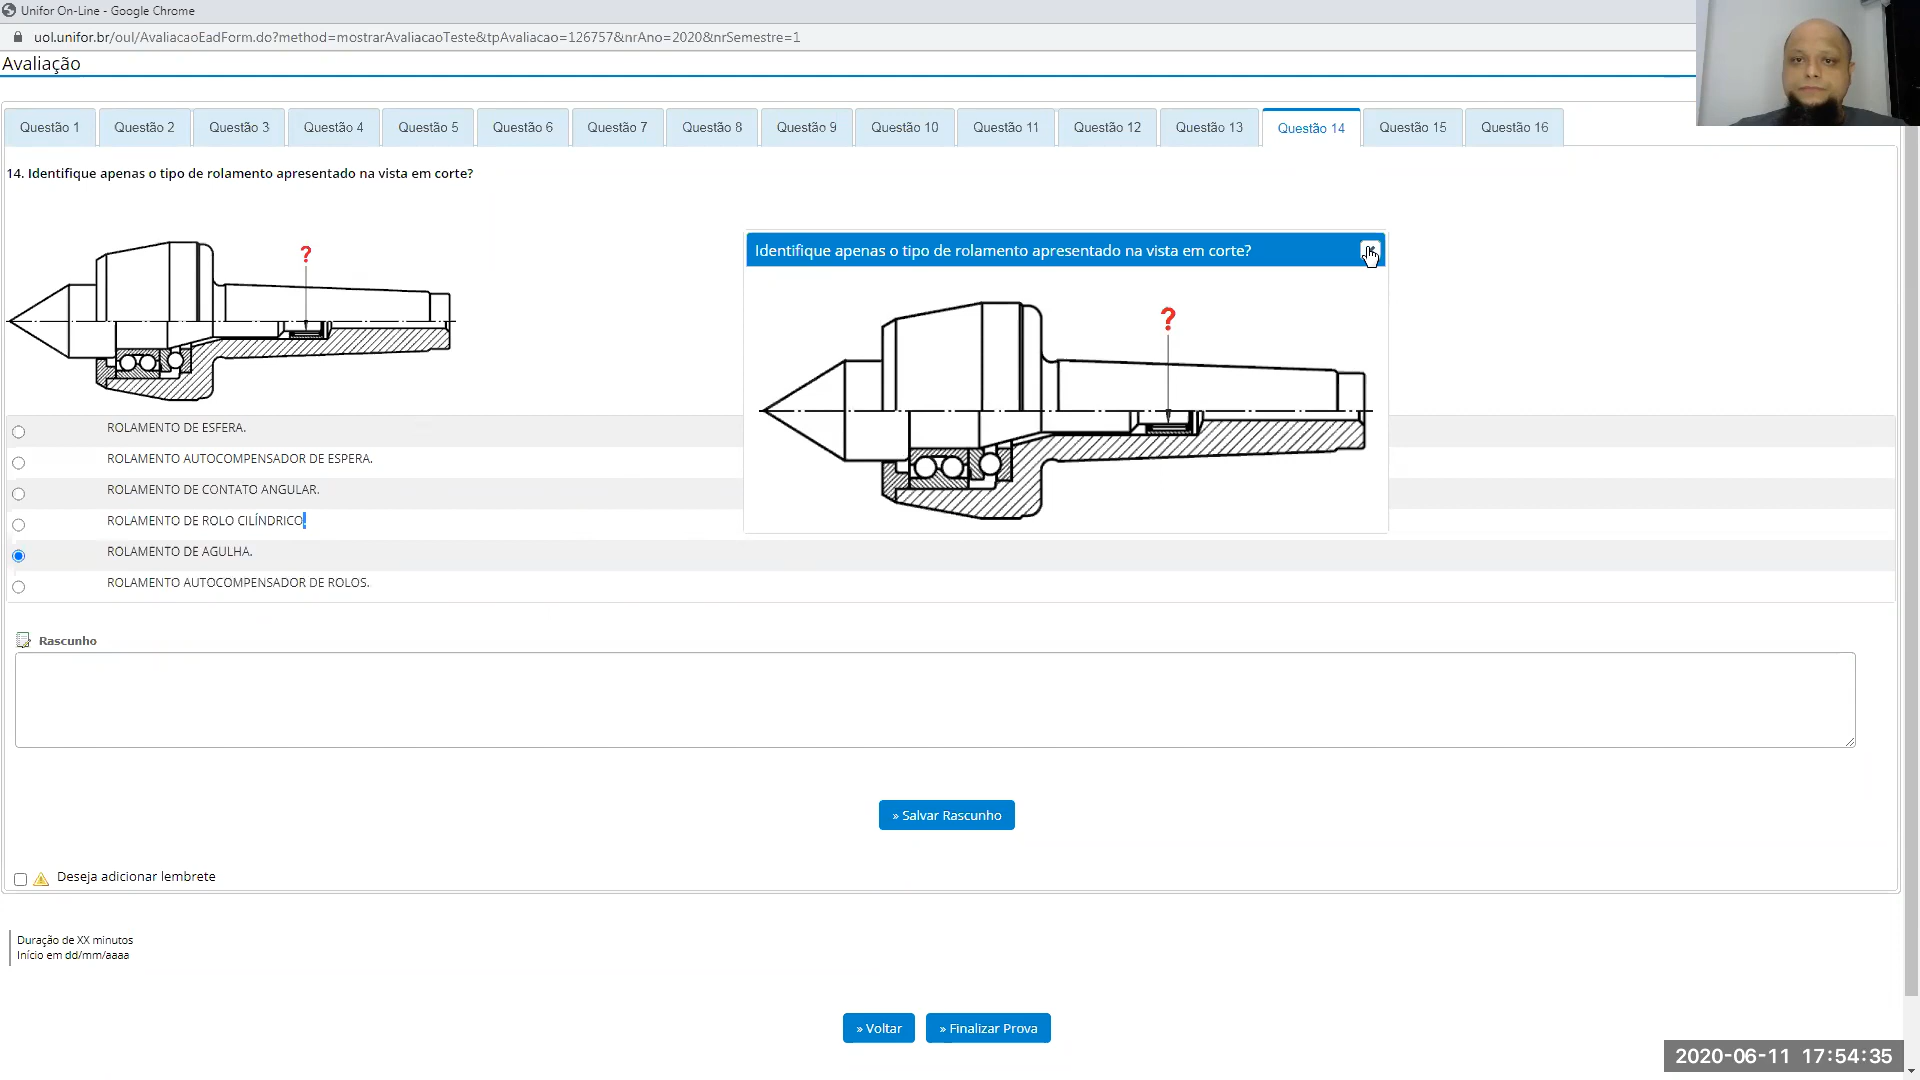 Unifor On-Line - Google Chrome
uol.unifor.br/oul/AvaliacaoEadForm.do?method=mostrarAvaliacaoTeste&tpAvaliacao=126757&nrAno=2020&nrSemestre=1
Avaliação
Questão 1 Questão 2 Questão 3 Questão 4 Questão 5 Questão 6 Questão 7 Questão 8 Questão 9 Questão 10 Questão 11 Questão 12 Questão 13 Questão 14 Questão 15 Questão 16
14. Identifique apenas o tipo de rolamento apresentado na vista em corte?
?
Identifique apenas o tipo de rolamento apresentado na vista em corte?
?
ROLAMENTO DE ESFERA.
ROLAMENTO AUTOCOMPENSADOR DE ESPERA.
ROLAMENTO DE CONTATO ANGULAR.
ROLAMENTO DE ROLO CILÍNDRICO.
ROLAMENTO DE AGULHA.
ROLAMENTO AUTOCOMPENSADOR DE ROLOS.
Rascunho
» Salvar Rascunho
Deseja adicionar lembrete
Duração de XX minutos
Início em dd/mm/aaaa
» Voltar » Finalizar Prova
2020-06-11 17:54:35